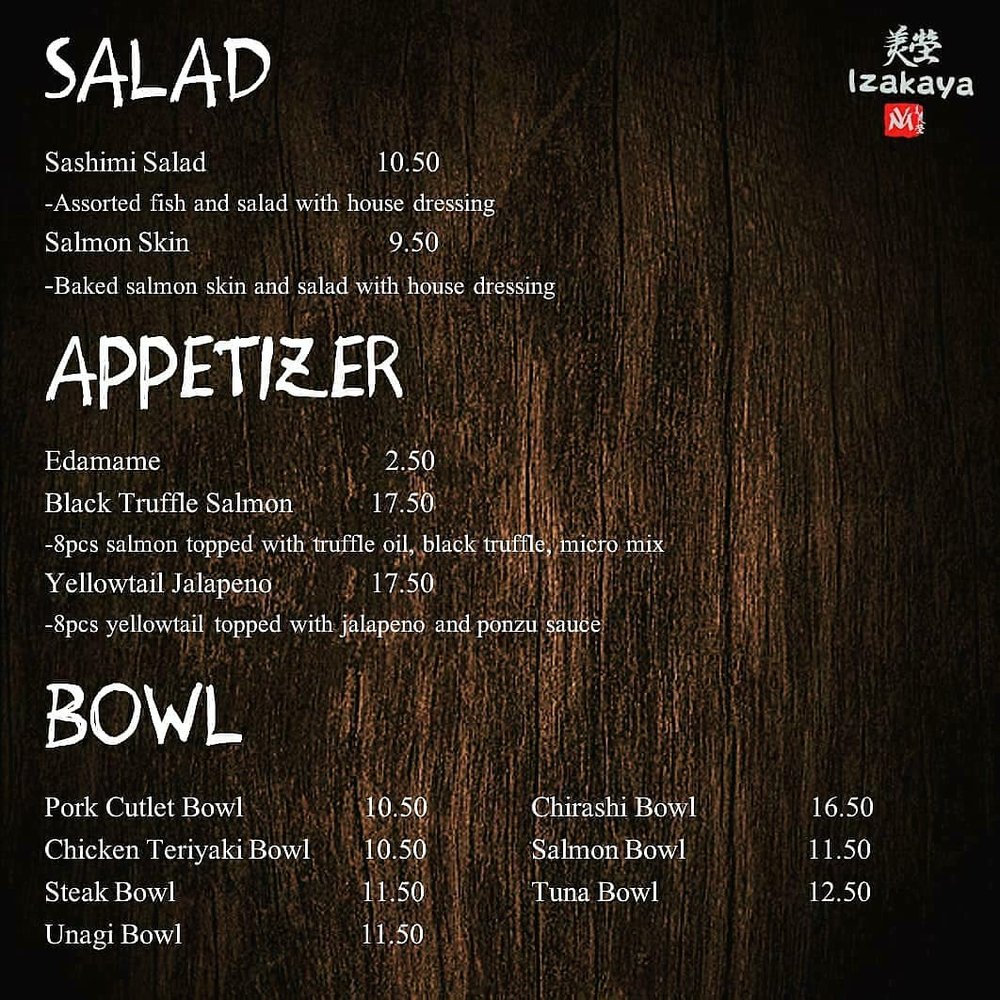 SALAD
美瑩
Izakaya
Sashimi Salad 10.50
-Assorted fish and salad with house dressing
Salmon Skin 9.50
-Baked salmon skin and salad with house dressing
APPETIZER
Edamame 2.50
Black Truffle Salmon 17.50
-8pcs salmon topped with truffle oil, black truffle, micro mix
Yellowtail Jalapeno 17.50
-8pcs yellowtail topped with jalapeno and ponzu sauce
BOWL
Pork Cutlet Bowl 10.50 Chirashi Bowl 16.50
Chicken Teriyaki Bowl 10.50 Salmon Bowl 11.50
Steak Bowl 11.50 Tuna Bowl 12.50
Unagi Bowl 11.50